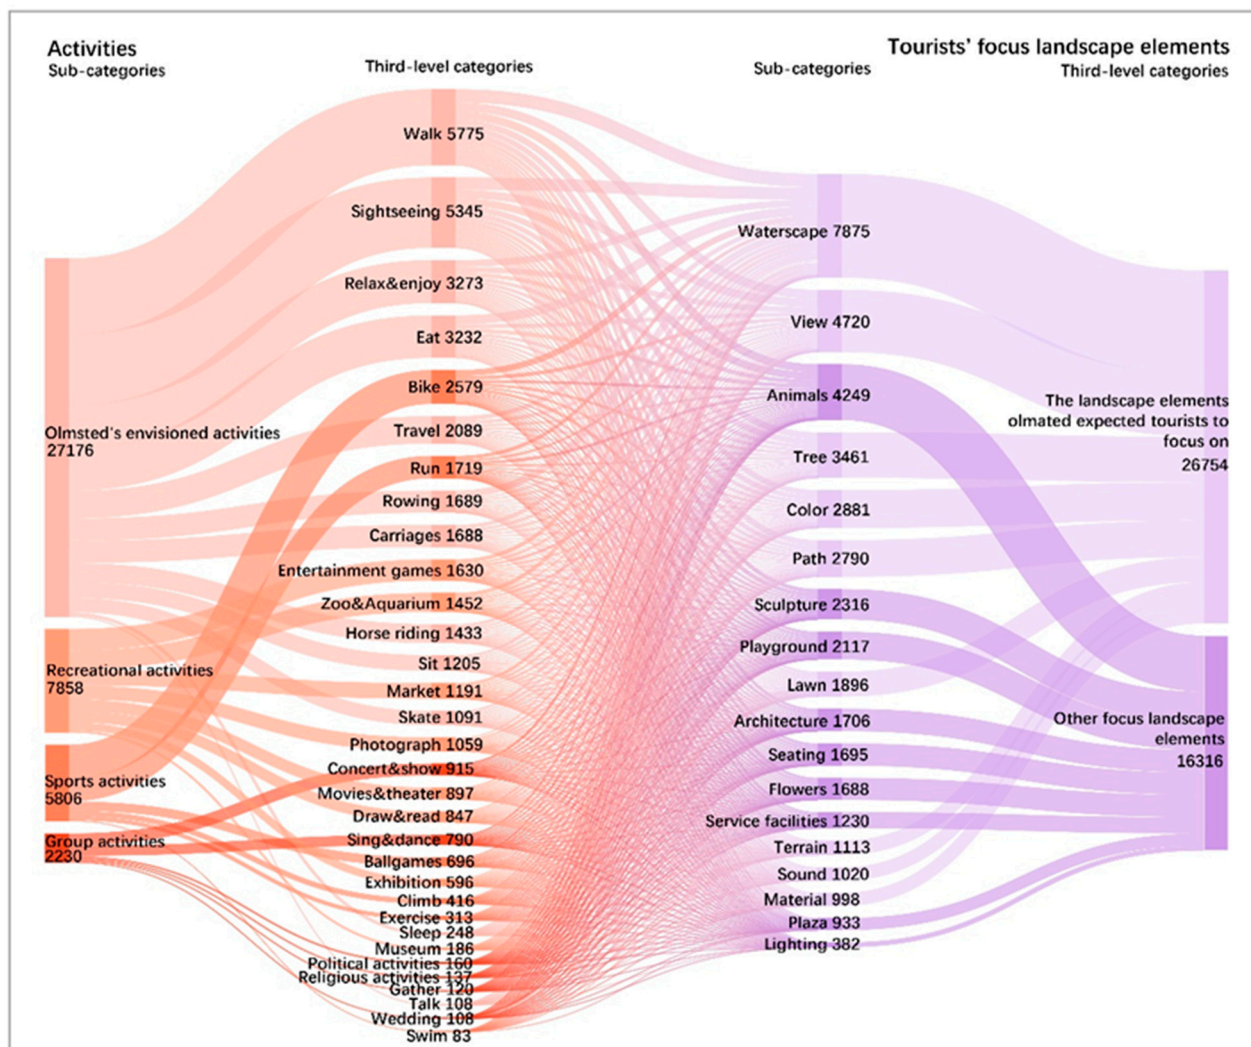 Activities
Sub-categories
Third-level categories
Sub-categories
Tourists' focus landscape elements
Third-level categories
Olmsted's envisioned activities
27176
Recreational activities
7858
Sports activities
5806
Group activities
2230
Walk 5775
Sightseeing 5345
Relax&enjoy 3273
Eat 3232
Bike 2579
Travel 2089
Run 1719
Rowing 1689
Carriages 1688
Entertainment games 1630
Zoo&Aquarium 1452
Horse riding 1433
Sit 1205
Market 1191
Skate 1091
Photograph 1059
Concert&show 915
Movies&theater 897
Draw&read 847
Sing&dance 790
Ballgames 696
Exhibition 596
Climb 416
Exercise 313
Sleep 248
Museum 186
Political activities 160
Religious activities 137
Gather 120
Talk 108
Wedding 108
Swim 83
Waterscape 7875
View 4720
Animals 4249
Tree 3461
Color 2881
Path 2790
Sculpture 2316
Playground 2117
Lawn 1896
Architecture 1706
Seating 1695
Flowers 1688
Service facilities 1230
Terrain 1113
Sound 1020
Material 998
Plaza 933
Lighting 382
The landscape elements
olmated expected tourists to
focus on
26754
Other focus landscape
elements
16316